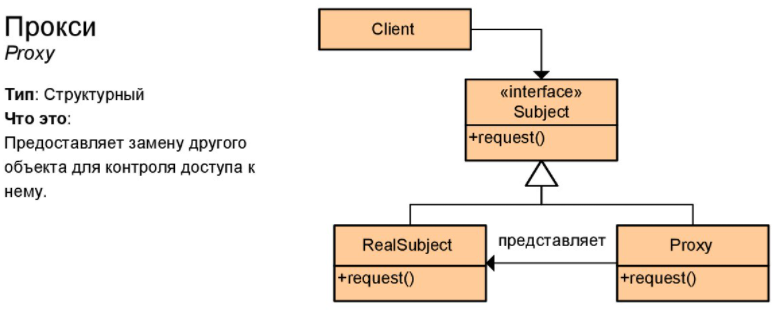 Прокси
Proxy
Тип: Структурный
Что это:
Предоставляет замену другого
объекта для контроля доступа к
нему.
Client
«interface»
Subject
+request()
RealSubject
+request()
представляет
Proxy
+request()